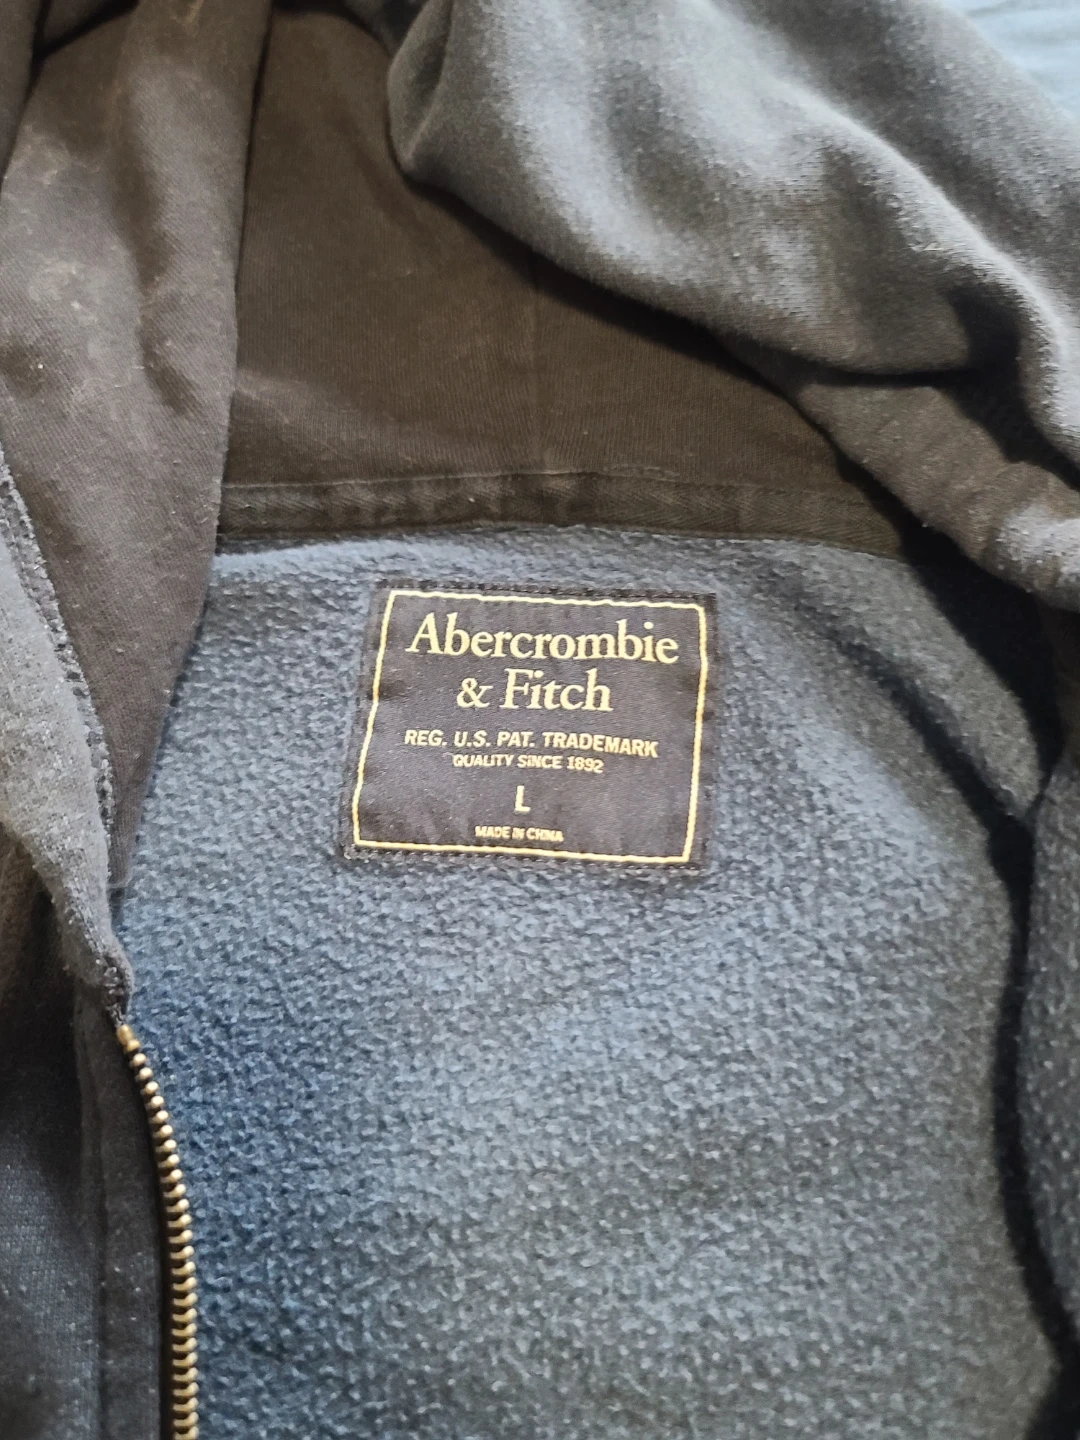 Abercrombie
& Fitch
REG. U.S. PAT. TRADEMARK
QUALITY SINCE 1892
L
MADE IN CHINA